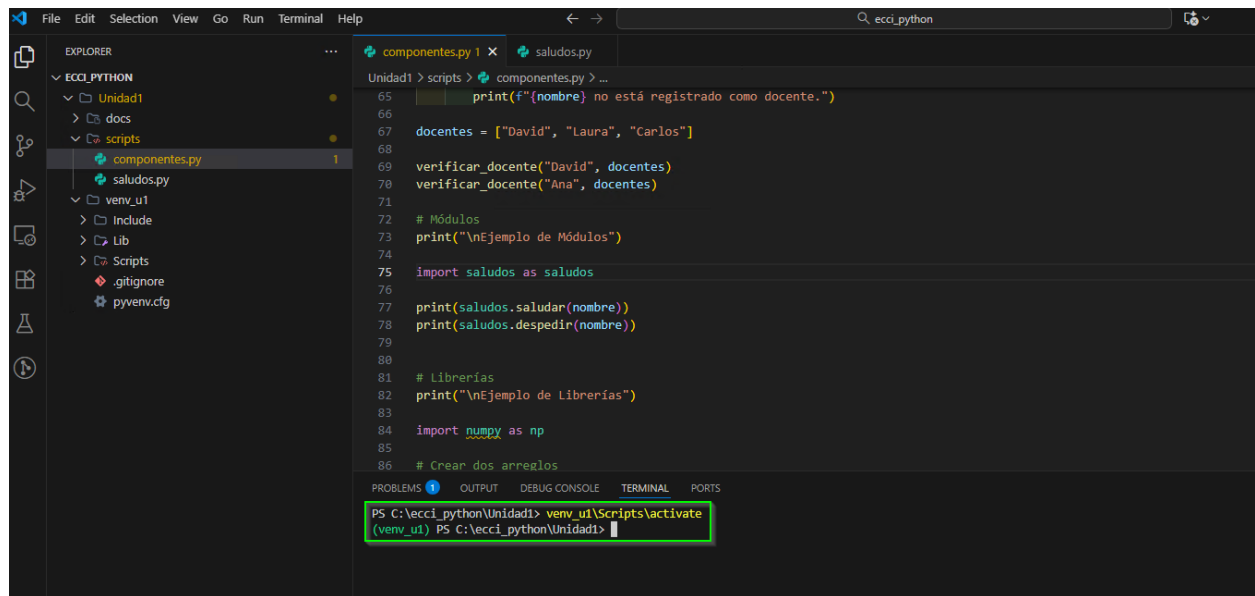 File Edit Selection View Go Run Terminal Help
ecci_python
EXPLORER
ECCI_PYTHON
Unidad1
docs
scripts
componentes.py 1
saludos.py
venv_u1
Include
Lib
Scripts
.gitignore
pyvenv.cfg
componentes.py 1 saludos.py
Unidad1 > scripts > componentes.py > ...
65 print(f"{nombre} no está registrado como docente.")
66
67 docentes = ["David", "Laura", "Carlos"]
68
69 verificar_docente("David", docentes)
70 verificar_docente("Ana", docentes)
71
72 # Módulos
73 print("\nEjemplo de Módulos")
74
75 import saludos as saludos
76
77 print(saludos.saludar(nombre))
78 print(saludos.despedir(nombre))
79
80
81 # Librerías
82 print("\nEjemplo de Librerías")
83
84 import numpy as np
85
86 # Crear dos arreglos
PROBLEMS 1 OUTPUT DEBUG CONSOLE TERMINAL PORTS
PS C:\ecci_python\Unidad1> venv_u1\Scripts\activate
(venv_u1) PS C:\ecci_python\Unidad1>